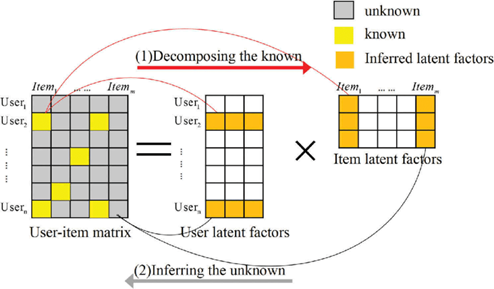 unknown
known
Inferred latent factors
(1)Decomposing the known
Item1 ... ... Itemm
User1
User2
...
...
Usern
User-item matrix
User1
User2
...
...
Usern
User latent factors
Item1 ... ... Itemm
Item latent factors
(2)Inferring the unknown